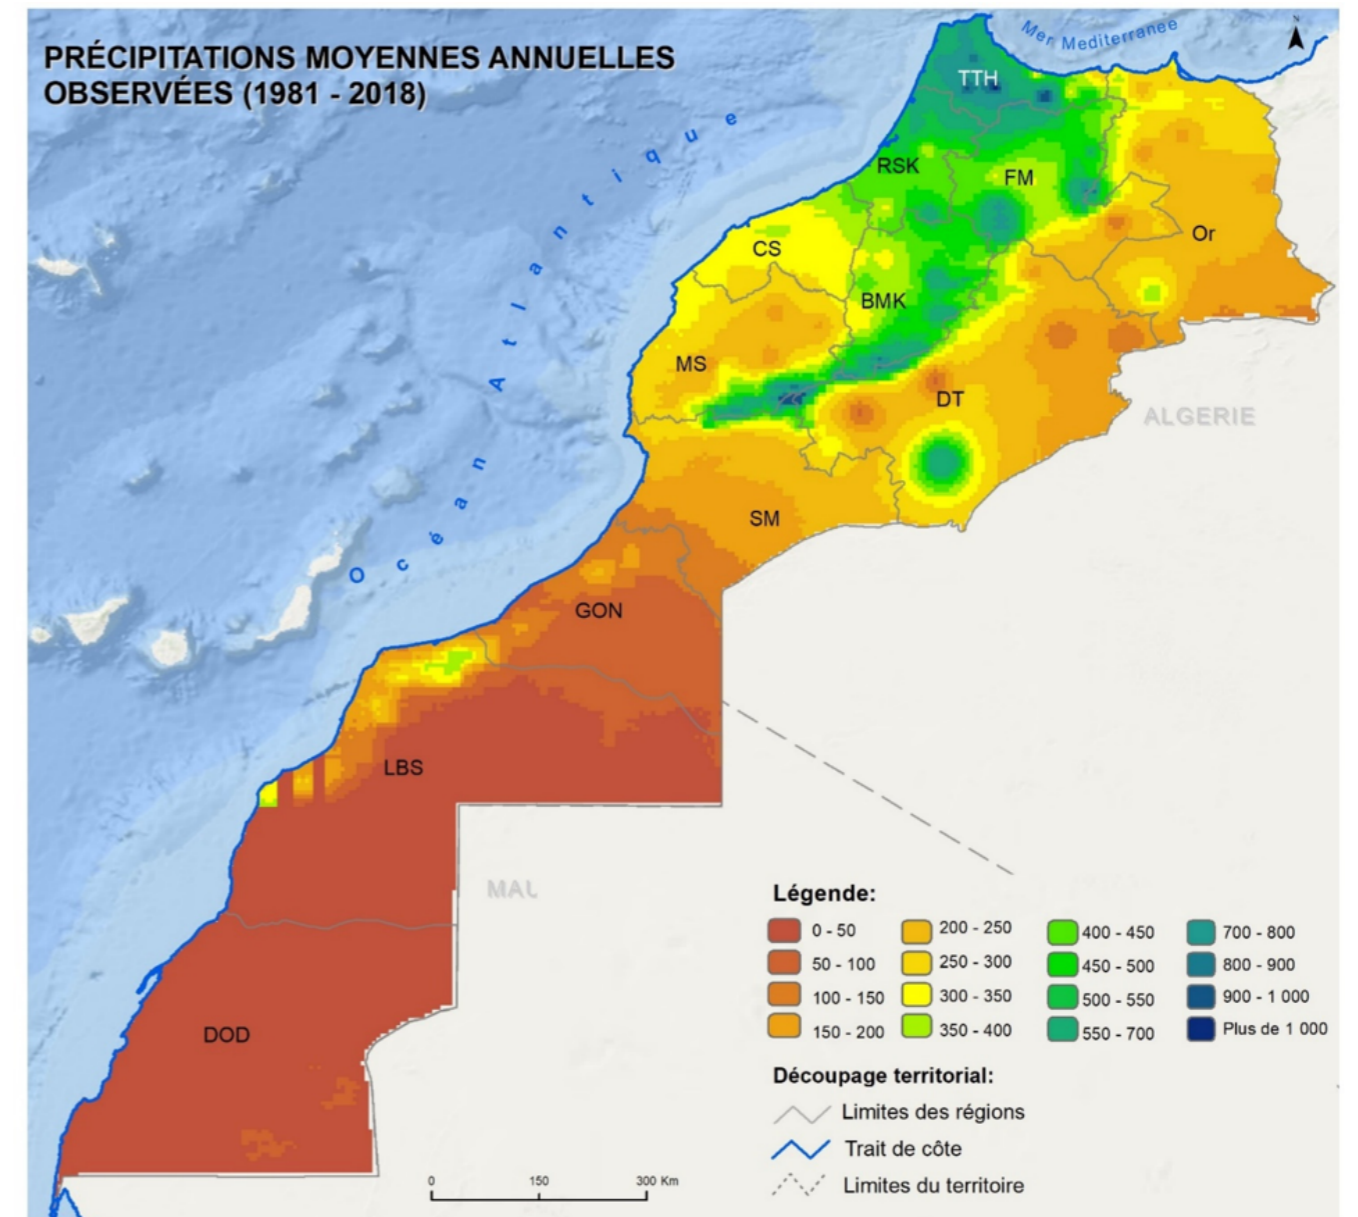 PRÉCIPITATIONS MOYENNES ANNUELLES
OBSERVÉES (1981 - 2018)
Mer Mediterranee
N
Océan Atlantique
TTH
RSK
FM
Or
CS
BMK
MS
DT
ALGERIE
SM
GON
LBS
MAU
DOD
Légende:
0 - 50
50 - 100
100 - 150
150 - 200
200 - 250
250 - 300
300 - 350
350 - 400
400 - 450
450 - 500
500 - 550
550 - 700
700 - 800
800 - 900
900 - 1 000
Plus de 1 000
Découpage territorial:
Limites des régions
Trait de côte
Limites du territoire
0 150 300 Km